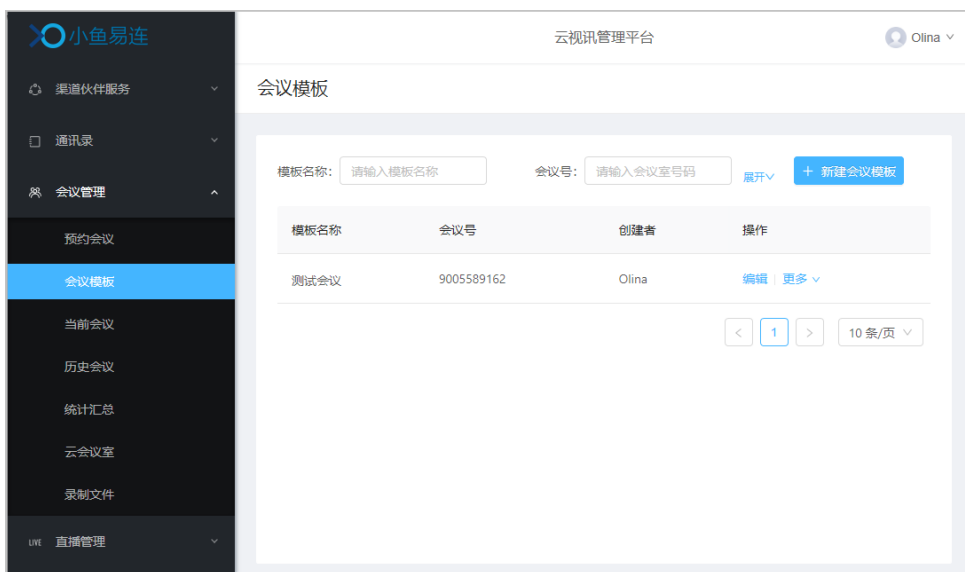 小鱼易连
云视讯管理平台
Olina
渠道伙伴服务
会议模板
通讯录
模板名称: 请输入模板名称 会议号: 请输入会议室号码 展开 + 新建会议模板
会议管理
预约会议
模板名称 会议号 创建者 操作
会议模板
测试会议 9005589162 Olina 编辑 更多
当前会议
< 1 > 10 条/页
历史会议
统计汇总
云会议室
录制文件
LIVE 直播管理